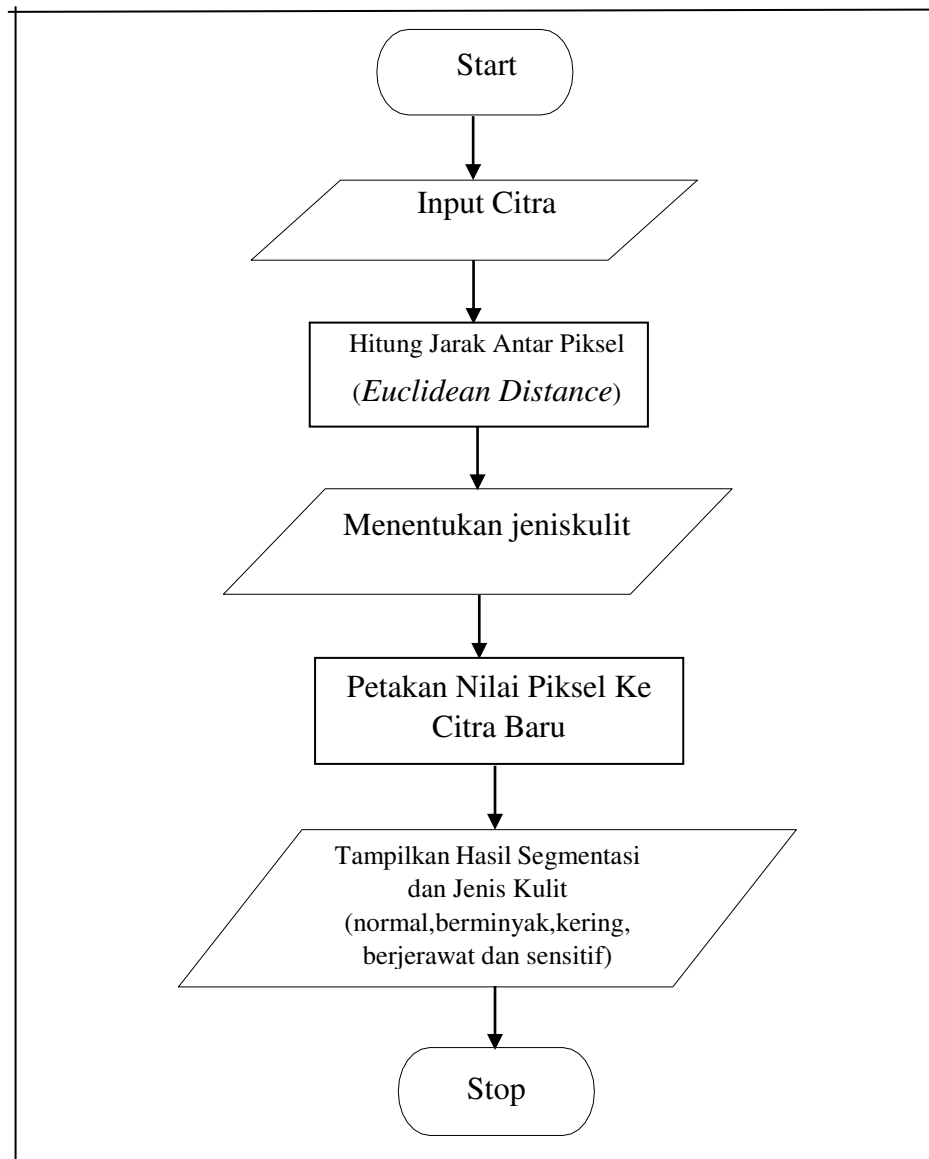 Start
Input Citra
Hitung Jarak Antar Piksel
(Euclidean Distance)
Menentukan jeniskulit
Petakan Nilai Piksel Ke
Citra Baru
Tampilkan Hasil Segmentasi
dan Jenis Kulit
(normal,berminyak,kering,
berjerawat dan sensitif)
Stop